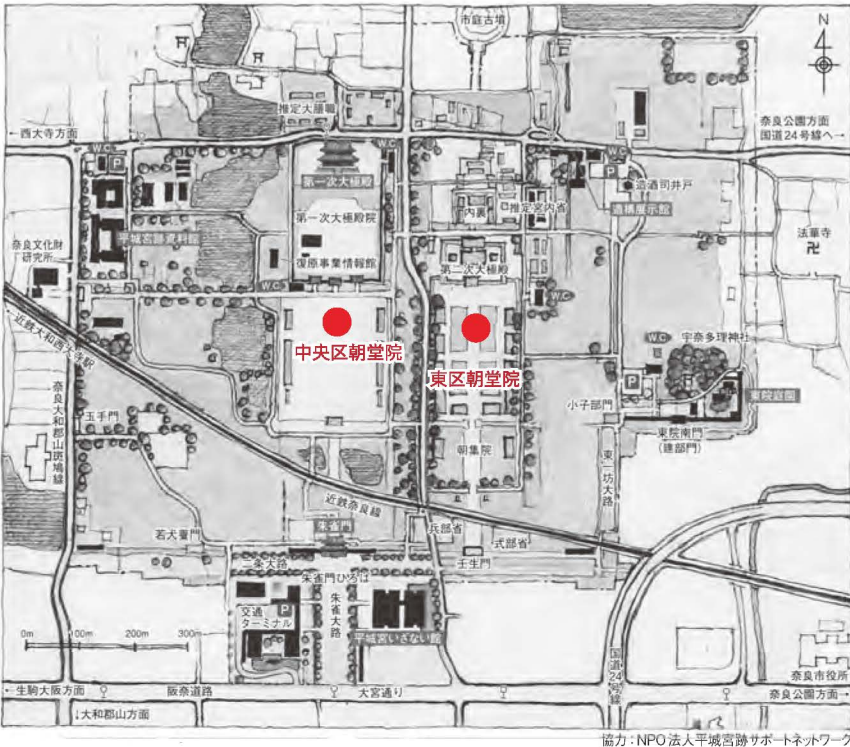 市庭古墳
N
推定大膳職
←西大寺方面
奈良公園方面
国道24号線へ→
W.C
P
W.C
W.C
P
第一次大極殿
第一次大極殿院
内裏
推定宮内省
造酒司井戸
遺構展示館
平城宮跡資料館
奈良文化財
研究所
復原事業情報館
第二次大極殿
法華寺
卍
W.C
W.C
←近鉄大和西大寺駅
中央区朝堂院
東区朝堂院
W.C
宇奈多理神社
P
東院庭園
小子部門
東院南門
(建部門)
玉手門
奈良大和郡山斑鳩線
朝集院
東一坊大路
近鉄奈良線
若犬養門
朱雀門
兵部省
式部省
壬生門
二条大路
朱雀門ひろば
交通
ターミナル
P
朱雀大路
平城宮いざない館
0m 100m 200m 300m
国道24号線
奈良市役所
←生駒大阪方面
阪奈道路
大宮通り
奈良公園方面→
↓大和郡山方面
協力:NPO法人平城宮跡サポートネットワーク